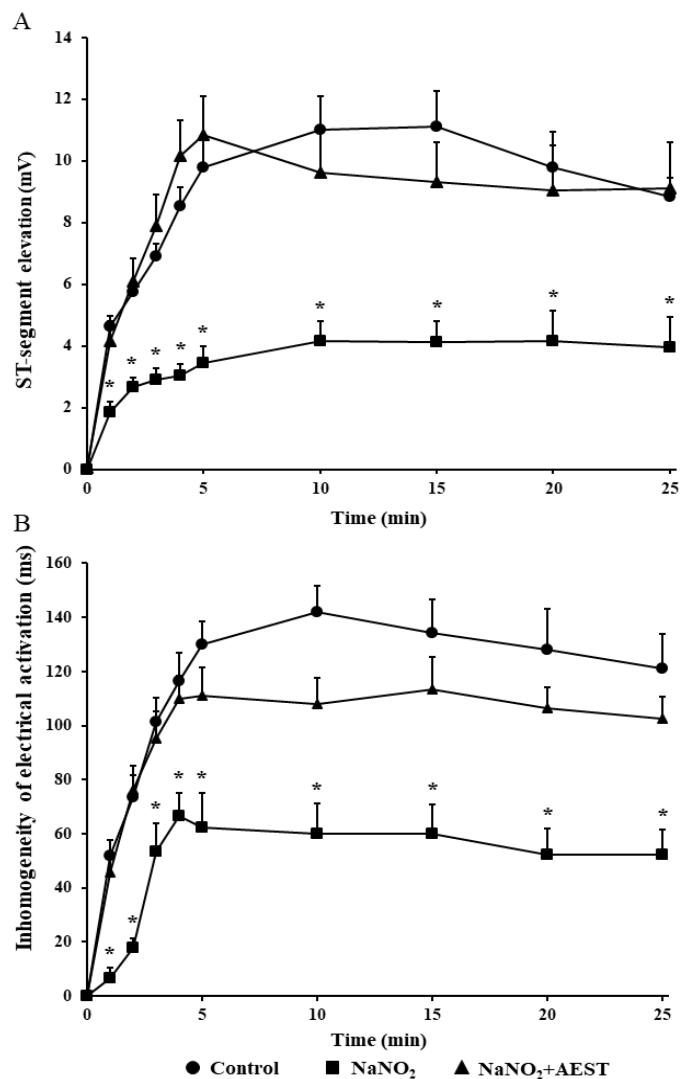 A
14
12
10
8
6
4
2
0
ST-segment elevation (mV)
* * * * * * * * *
0 5 10 15 20 25
Time (min)
B
160
140
120
100
80
60
40
20
0
Inhomogeneity of electrical activation (ms)
* * * * * * * * *
0 5 10 15 20 25
Time (min)
Control NaNO₂ NaNO₂+AEST